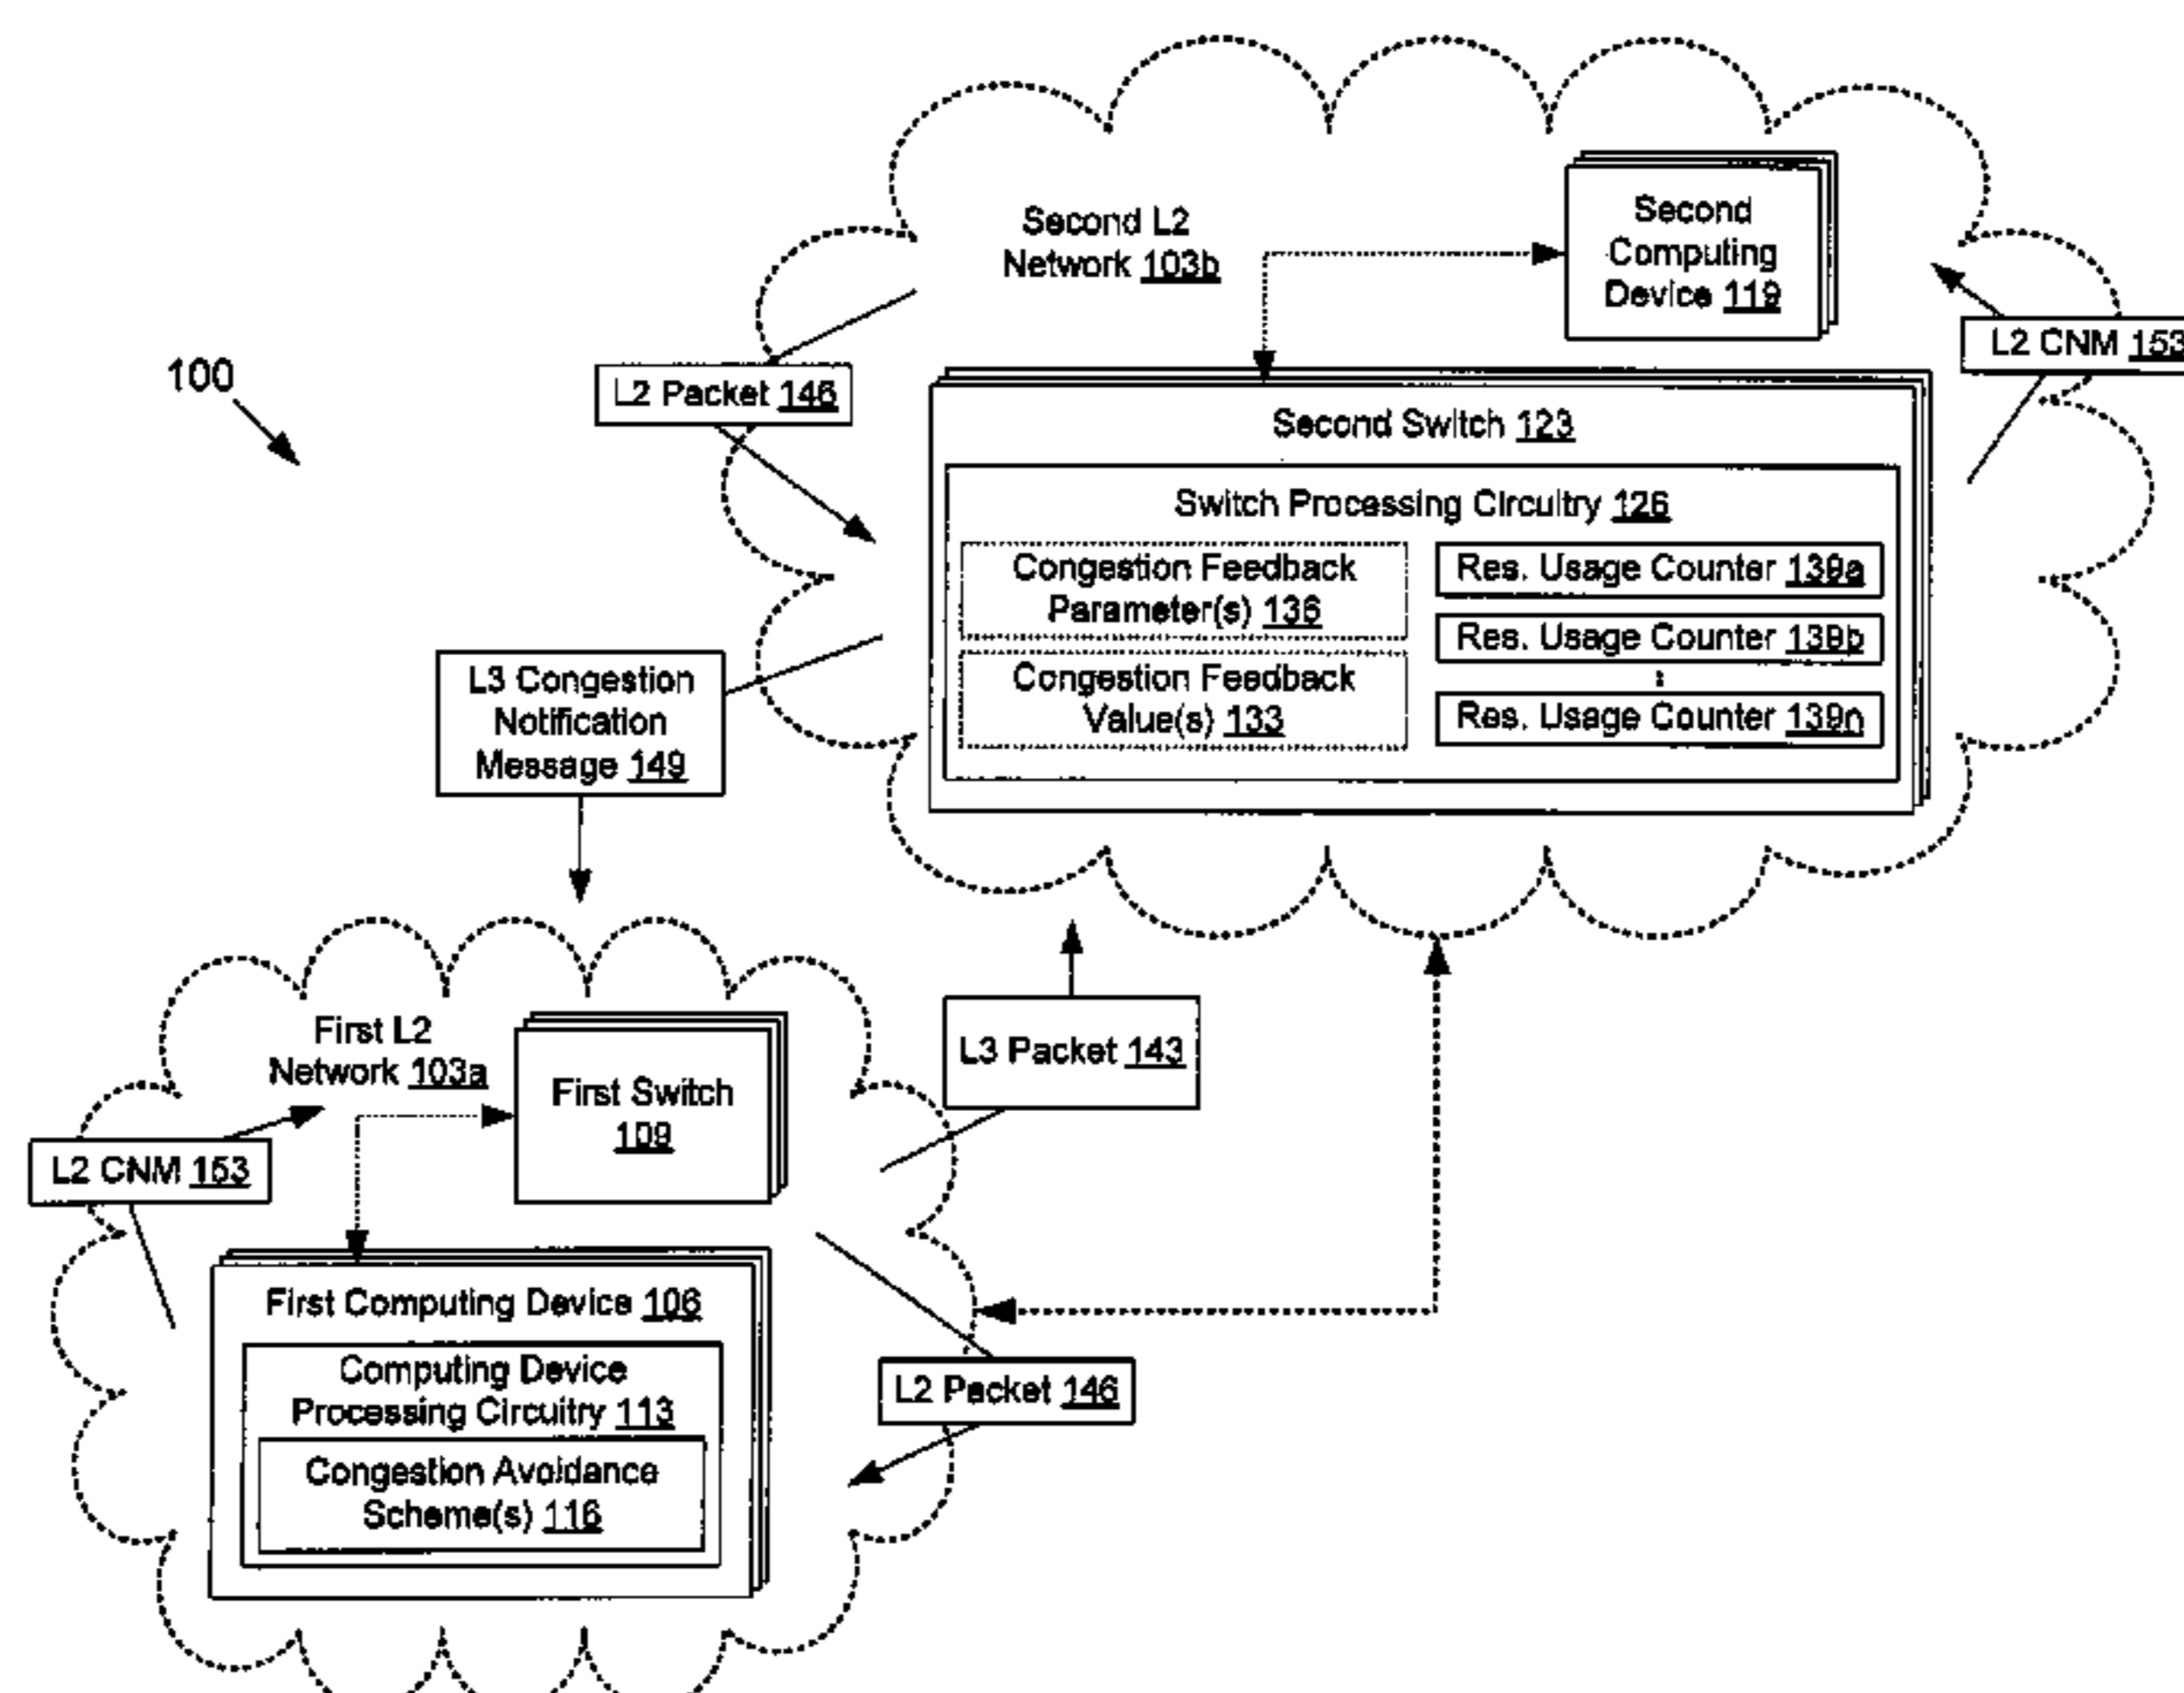 Second L2
Network 103b
Second
Computing
Device 119
L2 CNM 153
100
L2 Packet 146
Second Switch 123
Switch Processing Circuitry 126
Congestion Feedback
Parameter(s) 136
Res. Usage Counter 139a
Res. Usage Counter 139b
Congestion Feedback
Value(s) 133
Res. Usage Counter 139n
L3 Congestion
Notification
Message 149
First L2
Network 103a
First Switch
109
L3 Packet 143
L2 CNM 153
First Computing Device 106
Computing Device
Processing Circuitry 113
Congestion Avoidance
Scheme(s) 116
L2 Packet 146